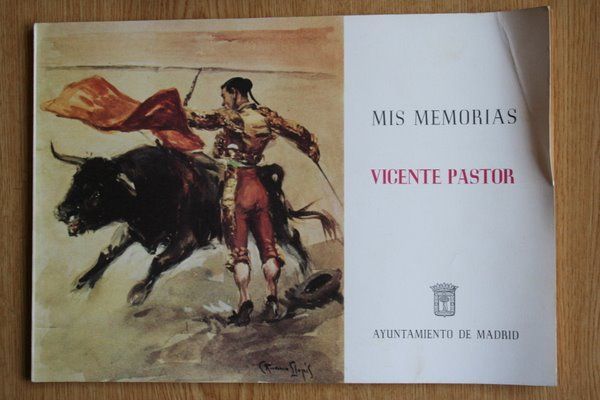 MIS MEMORIAS
VICENTE PASTOR
AYUNTAMIENTO DE MADRID